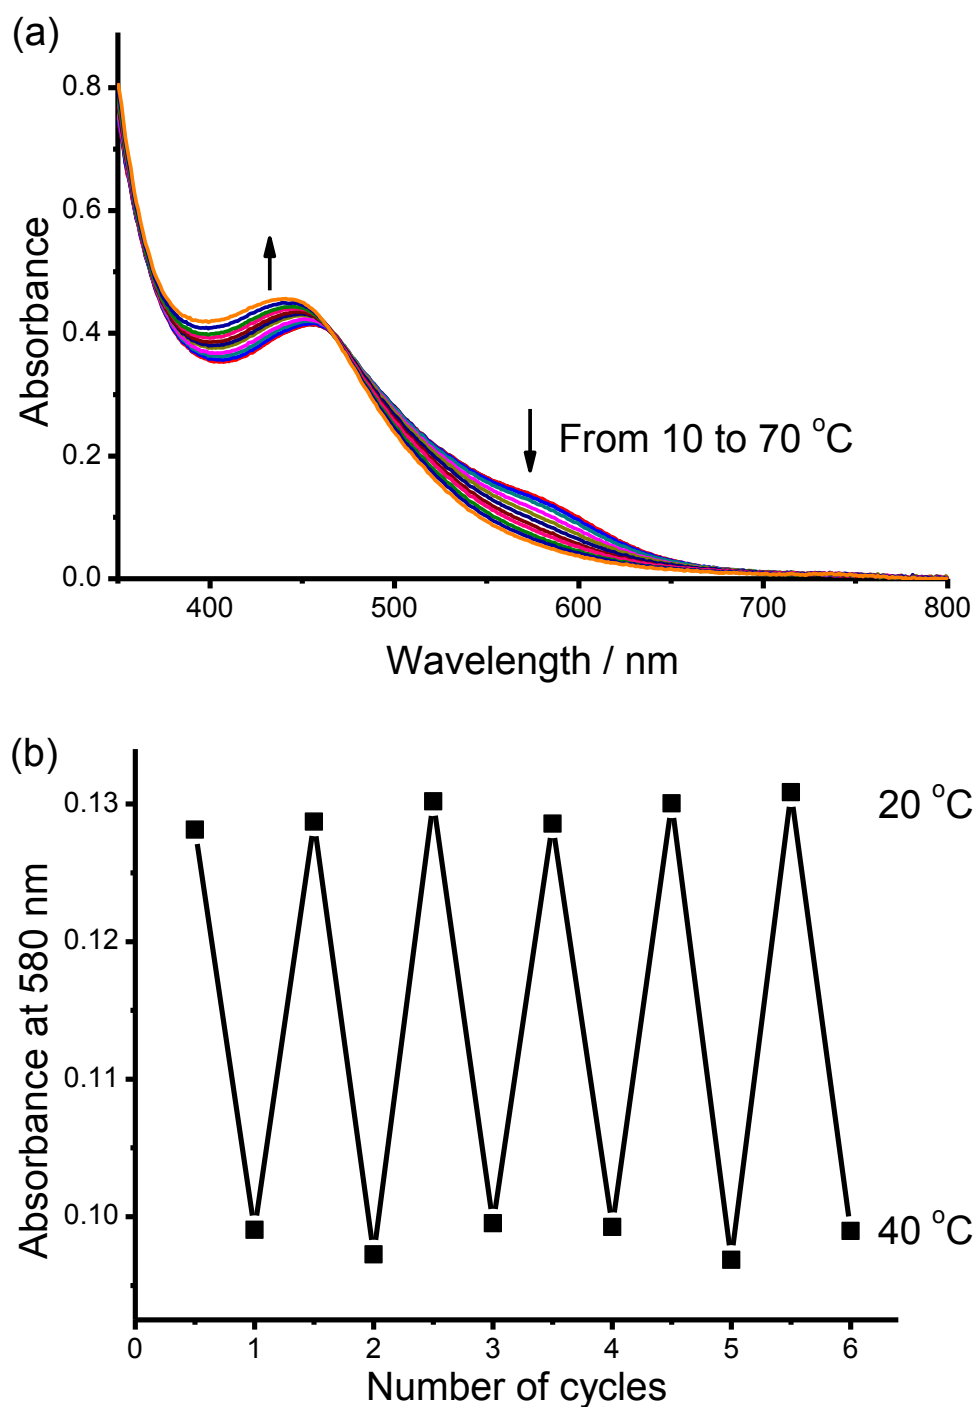 (a)
0.8
0.6
0.4
0.2
0.0
Absorbance
From 10 to 70 °C
400 500 600 700 800
Wavelength / nm
(b)
0.13
0.12
0.11
0.10
Absorbance at 580 nm
20 °C
40 °C
0 1 2 3 4 5 6
Number of cycles